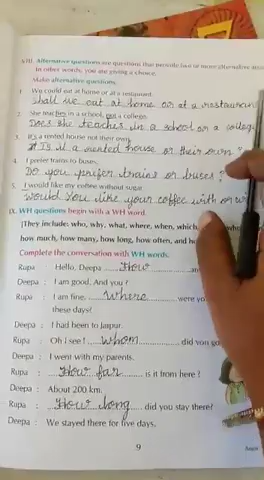 VIII. Alternative questions are questions that provide two or more alternative
In other words, you are giving a choice.
Make alternative questions.
1. We could eat at home or at a restaurant.
Shall we eat at home or at a restaurant
2. She teaches in a school, not a college.
Does she teaches in a school or a college
3. It's a rented house not their own.
It Is it a rented house or their own?
4. I prefer trains to buses.
Do you prefer trains or buses?
5. I would like my coffee without sugar.
Would you like your coffee with or
IX. WH questions begin with a WH word.
[They include: who, why, what, where, when, which,
how much, how many, how long, how often, and
Complete the conversation with WH words.
Rupa : Hello, Deepa How
Deepa : I am good. And you?
Rupa : I am fine. Where were
these days?
Deepa : I had been to Jaipur.
Rupa : Oh I see! whom did you
Deepa : I went with my parents.
Rupa : How far is it from here?
Deepa : About 200 km.
Rupa : How long did you stay there?
Deepa : We stayed there for five days.
9